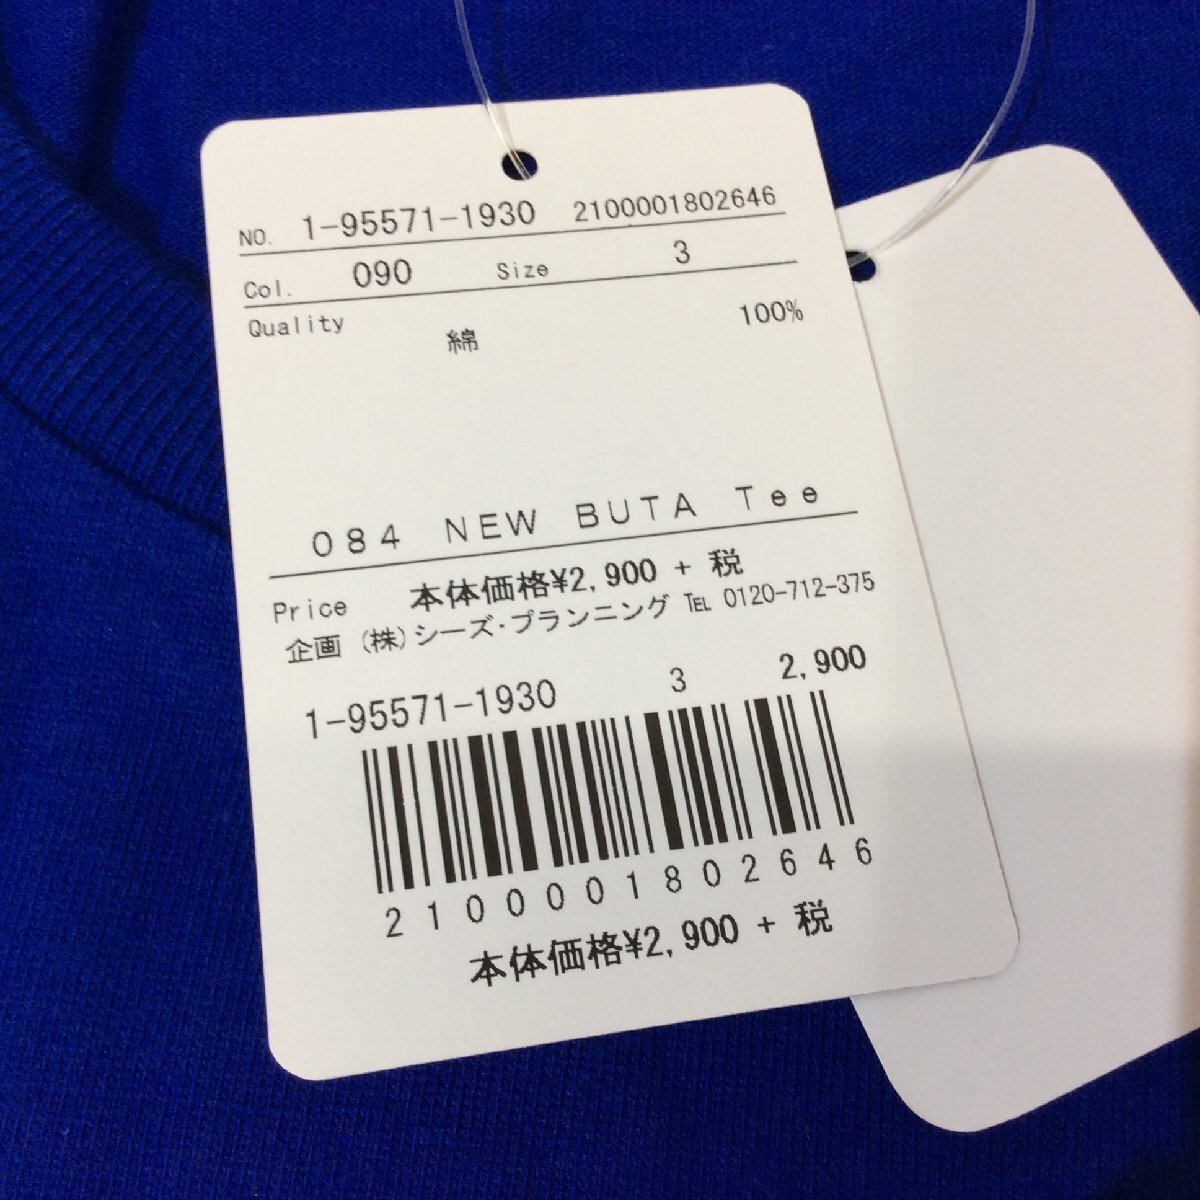 NO. 1-95571-1930 2100001802646
Col. 090 Size 3
Quality 綿 100%
084 NEW BUTA Tee
Price 本体価格¥2,900 + 税
企画 (株)シーズ・プランニング ℡ 0120-712-375
1-95571-1930 3 2,900
2100001802646
本体価格¥2,900 + 税